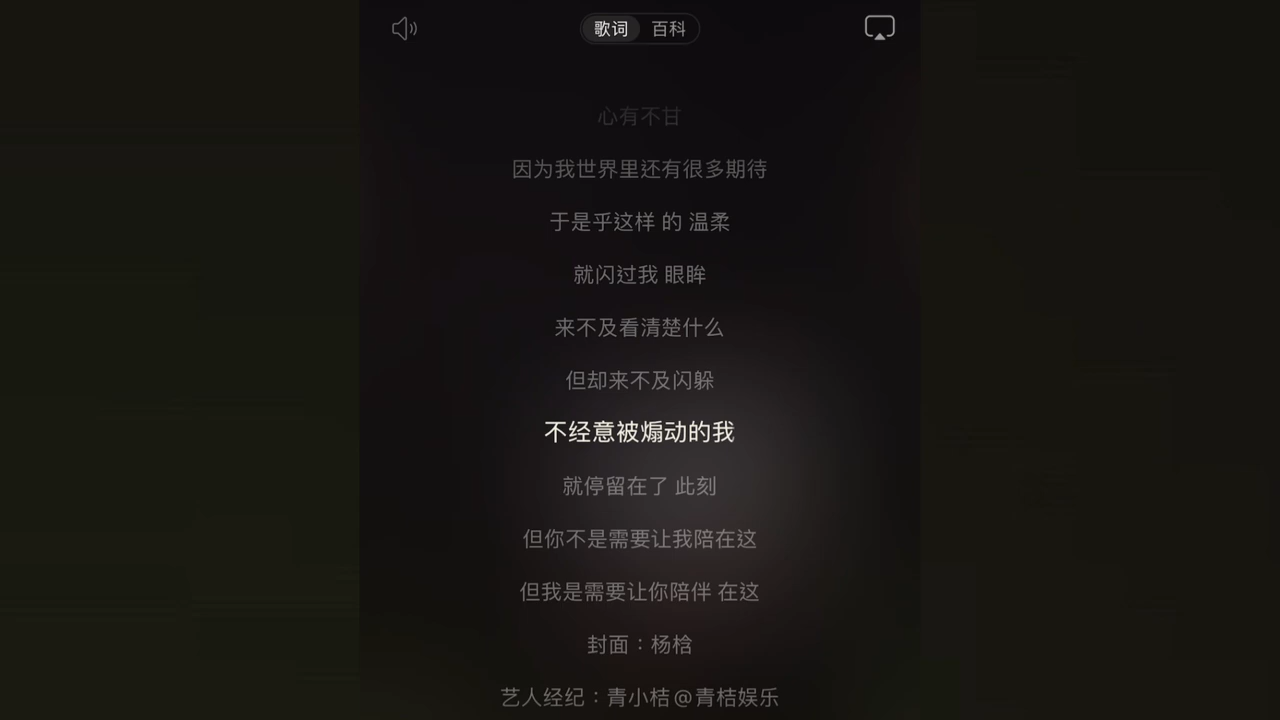 歌词 百科
心有不甘
因为我世界里还有很多期待
于是乎这样 的 温柔
就闪过我 眼眸
来不及看清楚什么
但却来不及闪躲
不经意被煽动的我
就停留在了 此刻
但你不是需要让我陪在这
但我是需要让你陪伴 在这
封面：杨桧
艺人经纪：青小桔@青桔娱乐